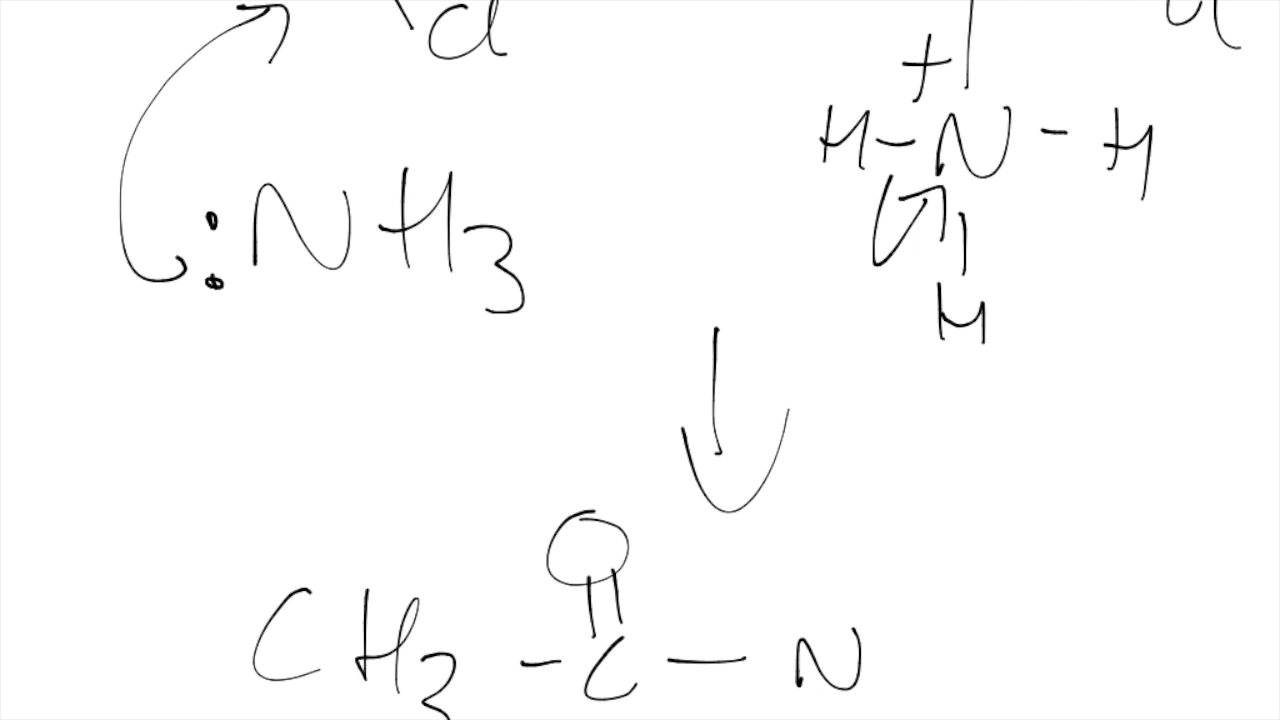 Cl
+
H-N-H
:NH3
H
O
CH3-C-N